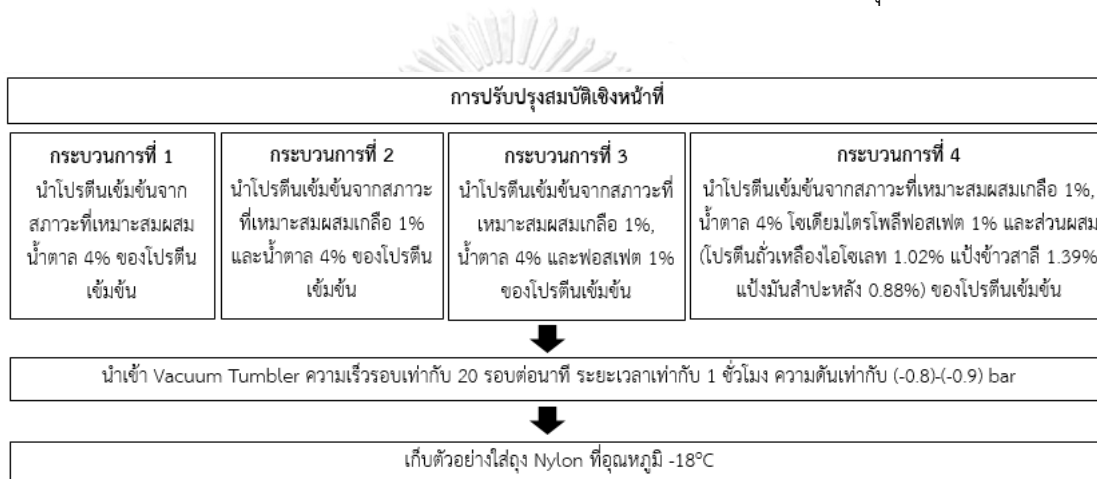 การปรับปรุงสมบัติเชิงหน้าที่
กระบวนการที่ 1
นำโปรตีนเข้มข้นจาก
สภาวะที่เหมาะสมผสม
น้ำตาล 4% ของโปรตีน
เข้มข้น
กระบวนการที่ 2
นำโปรตีนเข้มข้นจากสภาวะ
ที่เหมาะสมผสมเกลือ 1%
และน้ำตาล 4% ของโปรตีน
เข้มข้น
กระบวนการที่ 3
นำโปรตีนเข้มข้นจากสภาวะที่
เหมาะสมผสมเกลือ 1%,
น้ำตาล 4% และฟอสเฟต 1%
ของโปรตีนเข้มข้น
กระบวนการที่ 4
นำโปรตีนเข้มข้นจากสภาวะที่เหมาะสมผสมเกลือ 1%,
น้ำตาล 4% โซเดียมไตรโพลีฟอสเฟต 1% และส่วนผสม
(โปรตีนถั่วเหลืองไอโซเลท 1.02% แป้งข้าวสาลี 1.39%
แป้งมันสำปะหลัง 0.88%) ของโปรตีนเข้มข้น
นำเข้า Vacuum Tumbler ความเร็วรอบเท่ากับ 20 รอบต่อนาที ระยะเวลาเท่ากับ 1 ชั่วโมง ความดันเท่ากับ (-0.8)-(-0.9) bar
เก็บตัวอย่างใส่ถุง Nylon ที่อุณหภูมิ -18°C